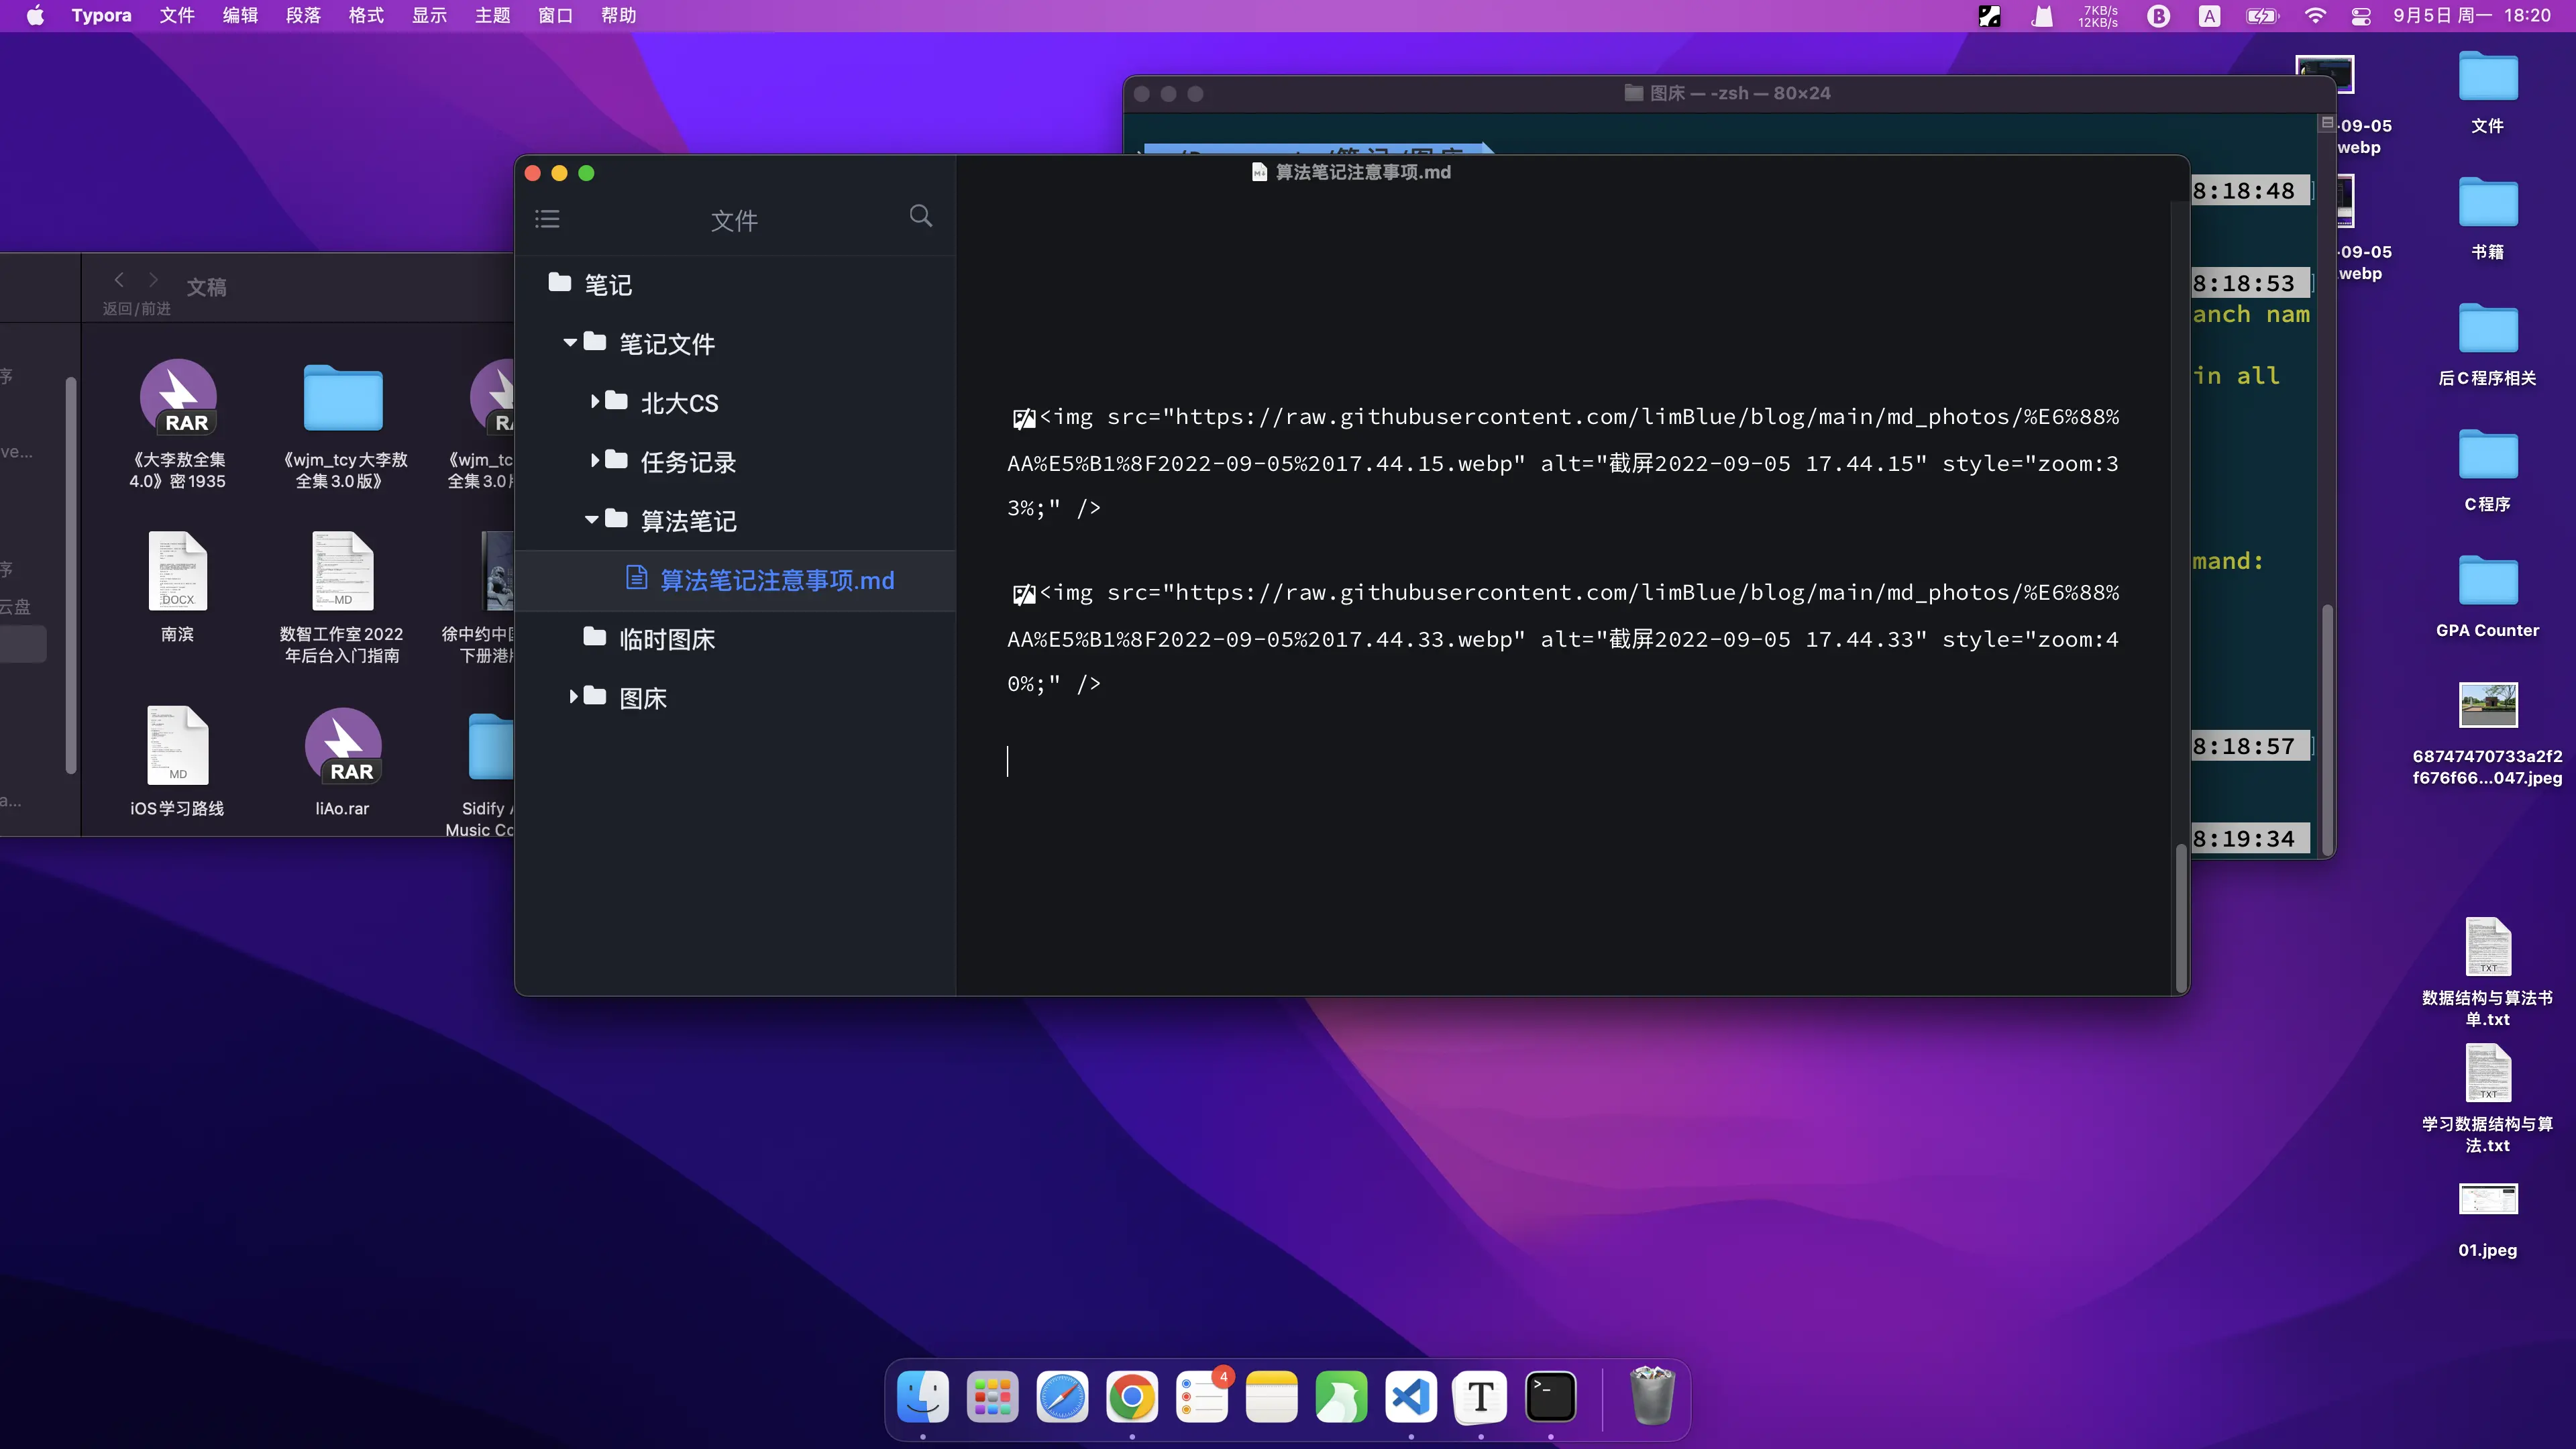 Typora 文件 编辑 段落 格式 显示 主题 窗口 帮助
7KB/s
12KB/s
B
A
9月5日 周一 18:20
图床 — -zsh — 80×24
8:18:48
8:18:53
anch nam
in all
mand:
8:18:57
8:19:34
算法笔记注意事项.md
文件
笔记
笔记文件
北大CS
任务记录
算法笔记
算法笔记注意事项.md
临时图床
图床
<img src="https://raw.githubusercontent.com/limBlue/blog/main/md_photos/%E6%88%
AA%E5%B1%8F2022-09-05%2017.44.15.webp" alt="截屏2022-09-05 17.44.15" style="zoom:3
3%;" />
<img src="https://raw.githubusercontent.com/limBlue/blog/main/md_photos/%E6%88%
AA%E5%B1%8F2022-09-05%2017.44.33.webp" alt="截屏2022-09-05 17.44.33" style="zoom:4
0%;" />
返回/前进
文稿
序
ve...
序
云盘
a...
RAR
《大李敖全集
4.0》密1935
《wjm_tcy大李敖
全集3.0版》
《wjm_tc
全集3.0
DOCX
南滨
MD
数智工作室2022
年后台入门指南
徐中约中
下册港
MD
iOS学习路线
RAR
liAo.rar
Sidify
Music Co
-09-05
webp
-09-05
webp
文件
书籍
后C程序相关
C程序
GPA Counter
68747470733a2f2
f676f66...047.jpeg
TXT
数据结构与算法书
单.txt
TXT
学习数据结构与算
法.txt
01.jpeg
4
T
>_